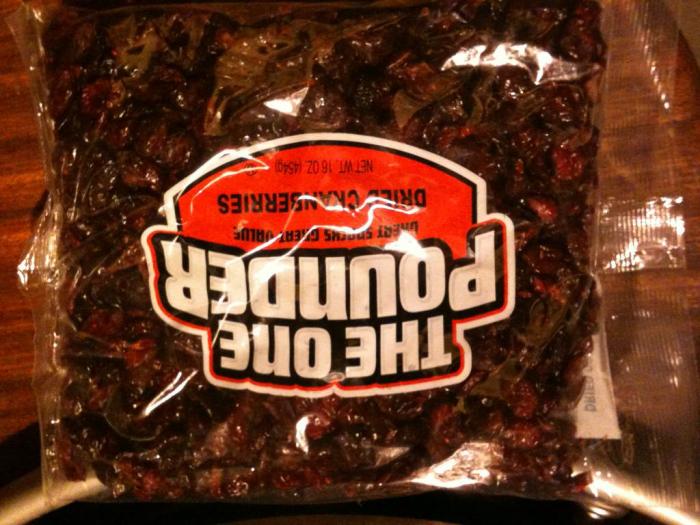 THE ONE
POUNDER
GREAT SNACKS GREAT VALUE
DRIED CRANBERRIES
NET WT. 16 OZ. (454g)